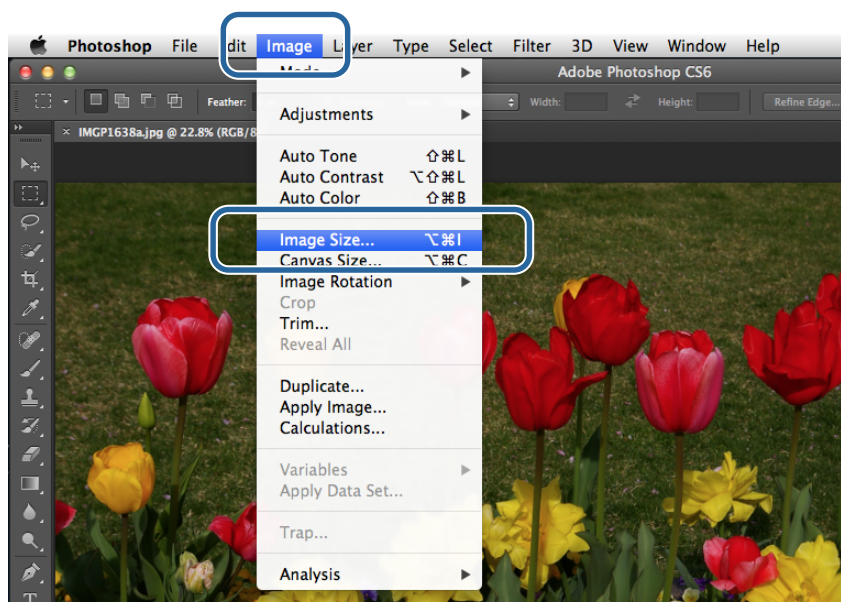 Photoshop File Edit Image Layer Type Select Filter 3D View Window Help
Mode
Adobe Photoshop CS6
Feather: Width: Height: Refine Edge...
× IMGP1638a.jpg @ 22.8% (RGB/8
Adjustments
Auto Tone ⇧⌘L
Auto Contrast ⌥⇧⌘L
Auto Color ⇧⌘B
Image Size... ⌥⌘I
Canvas Size... ⌥⌘C
Image Rotation
Crop
Trim...
Reveal All
Duplicate...
Apply Image...
Calculations...
Variables
Apply Data Set...
Trap...
Analysis